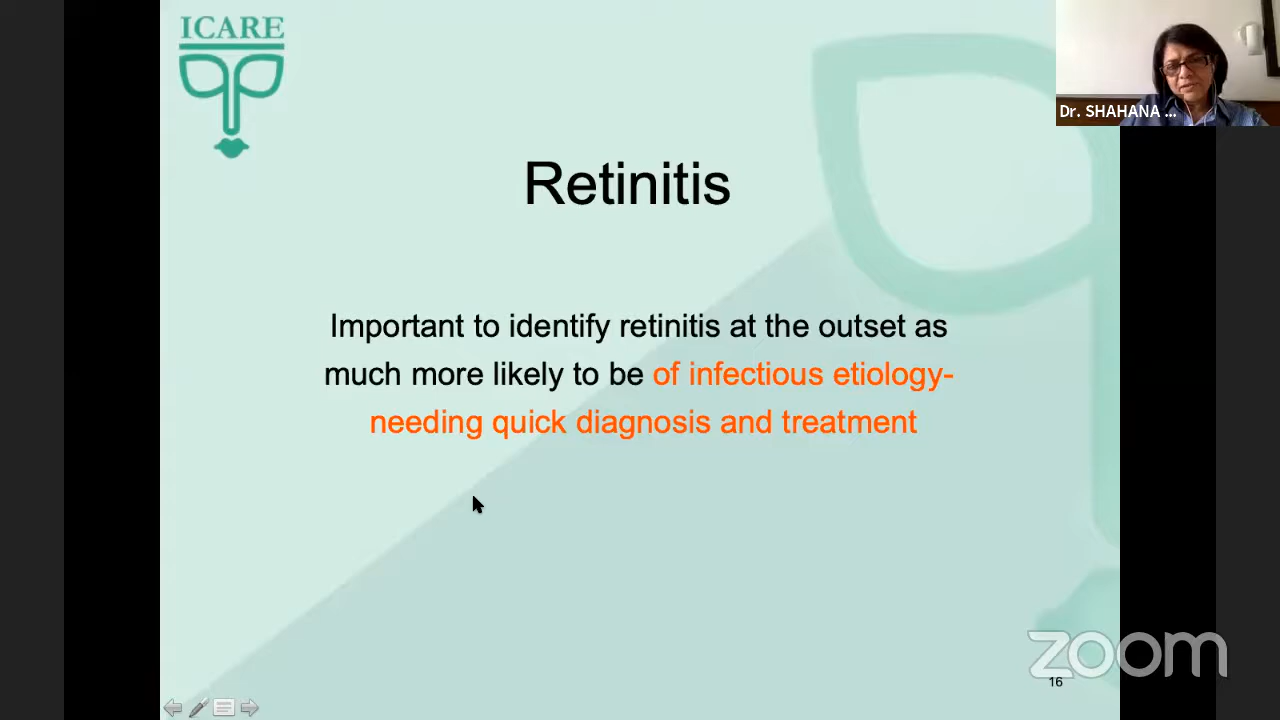 ICARE
Dr. SHAHANA ...
Retinitis
Important to identify retinitis at the outset as
much more likely to be of infectious etiology-
needing quick diagnosis and treatment
zoom
16